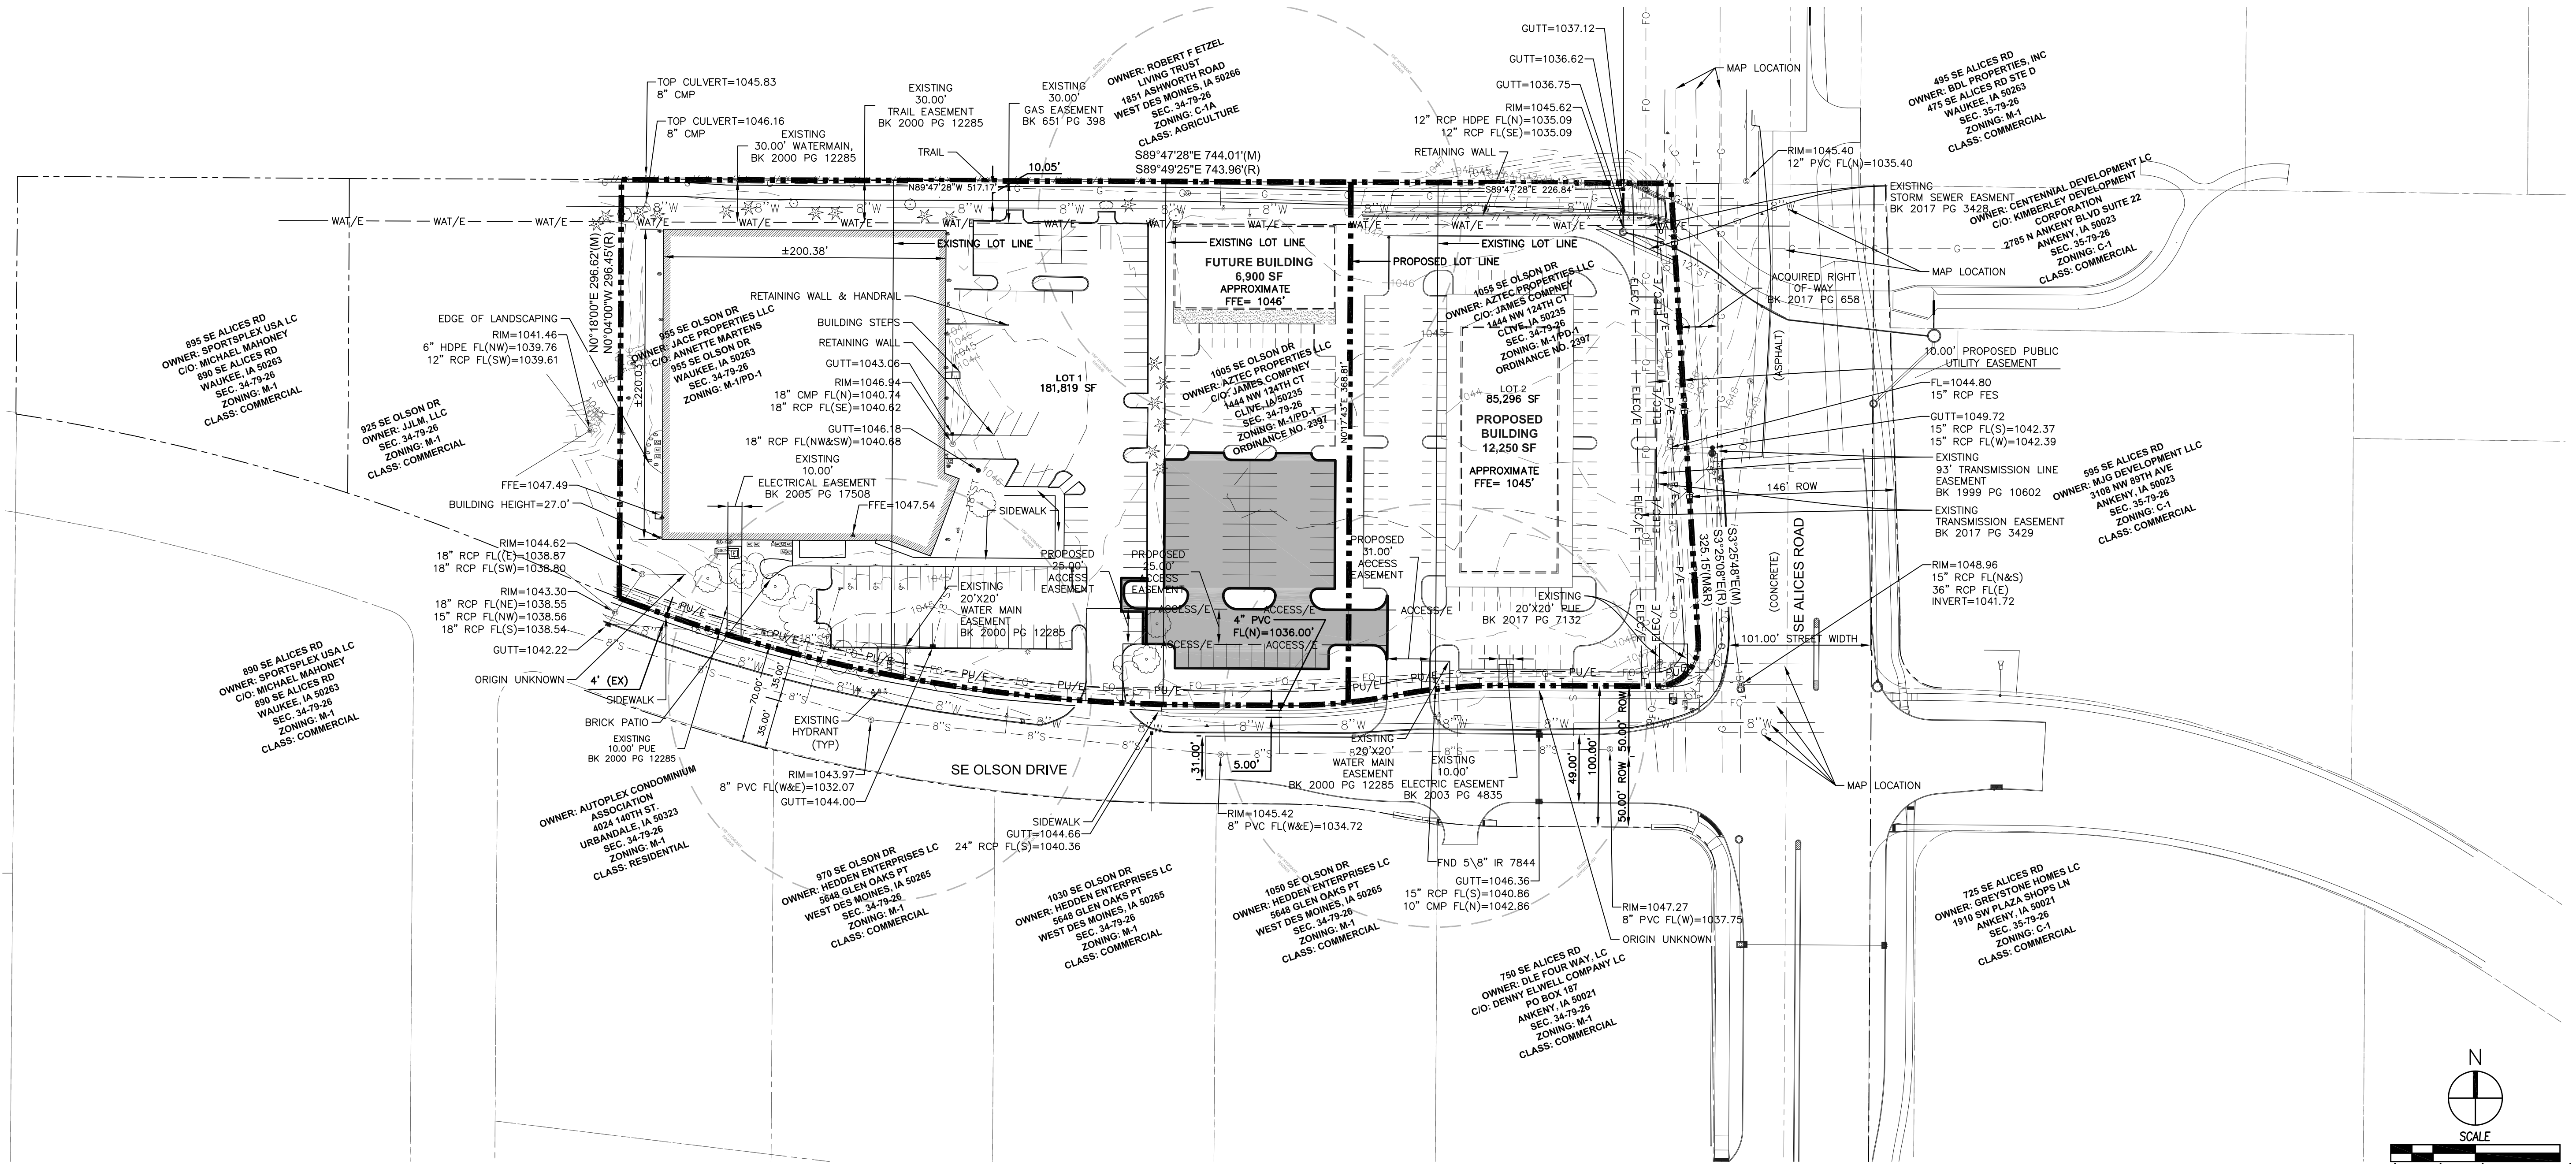 TOP CULVERT=1045.83
8" CMP
TOP CULVERT=1046.16
8" CMP
EXISTING
30.00' WATERMAIN,
BK 2000 PG 12285
EXISTING
30.00'
TRAIL EASEMENT
BK 2000 PG 12285
EXISTING
30.00'
GAS EASEMENT
BK 651 PG 398
TRAIL
10.05'
OWNER: ROBERT F ETZEL
LIVING TRUST
1851 ASHWORTH ROAD
WEST DES MOINES, IA 50266
SEC. 34-79-26
ZONING: C-1A
CLASS: AGRICULTURE
S89°47'28"E 744.01'(M)
S89°49'25"E 743.96'(R)
N89°47'28"W 517.17'
S89°47'28"E 226.84'
GUTT=1037.12
GUTT=1036.62
GUTT=1036.75
RIM=1045.62
12" RCP HDPE FL(N)=1035.09
12" RCP FL(SE)=1035.09
RETAINING WALL
MAP LOCATION
RIM=1045.40
12" PVC FL(N)=1035.40
495 SE ALICES RD
OWNER: BDL PROPERTIES, INC
475 SE ALICES RD STE D
WAUKEE, IA 50263
SEC. 35-79-26
ZONING: M-1
CLASS: COMMERCIAL
EXISTING
STORM SEWER EASMENT
BK 2017 PG 3428
OWNER: CENTENNIAL DEVELOPMENT LC
C/O: KIMBERLEY DEVELOPMENT
CORPORATION
2785 N ANKENY BLVD SUITE 22
ANKENY, IA 50023
SEC. 35-79-26
ZONING: C-1
CLASS: COMMERCIAL
MAP LOCATION
ACQUIRED RIGHT
OF WAY
BK 2017 PG 658
WAT/E WAT/E WAT/E WAT/E WAT/E WAT/E WAT/E WAT/E WAT/E WAT/E WAT/E WAT/E WAT/E
8"W 8"W 8"W 8"W 8"W 8"W 8"W 8"W
EXISTING LOT LINE
EXISTING LOT LINE
EXISTING LOT LINE
PROPOSED LOT LINE
±200.38'
±220.03'
N0°18'00"E 296.62'(M)
N0°04'00"W 296.45'(R)
FUTURE BUILDING
6,900 SF
APPROXIMATE
FFE= 1046'
955 SE OLSON DR
OWNER: JACE PROPERTIES LLC
C/O: ANNETTE MARTENS
955 SE OLSON DR
WAUKEE, IA 50263
SEC. 34-79-26
ZONING: M-1/PD-1
1005 SE OLSON DR
OWNER: AZTEC PROPERTIES LLC
C/O: JAMES COMPNEY
1444 NW 124TH CT
CLIVE, IA 50235
SEC. 34-79-26
ZONING: M-1/PD-1
ORDINANCE NO. 2397
1055 SE OLSON DR
OWNER: AZTEC PROPERTIES LLC
C/O: JAMES COMPNEY
1444 NW 124TH CT
CLIVE, IA 50235
SEC. 34-79-26
ZONING: M-1/PD-1
ORDINANCE NO. 2397
LOT 1
181,819 SF
N0°17'43"E 368.81'
LOT 2
85,296 SF
PROPOSED
BUILDING
12,250 SF
APPROXIMATE
FFE= 1045'
895 SE ALICES RD
OWNER: SPORTSPLEX USA LC
C/O: MICHAEL MAHONEY
890 SE ALICES RD
WAUKEE, IA 50263
SEC. 34-79-26
ZONING: M-1
CLASS: COMMERCIAL
925 SE OLSON DR
OWNER: JJLM, LLC
SEC. 34-79-26
ZONING: M-1
CLASS: COMMERCIAL
EDGE OF LANDSCAPING
RIM=1041.46
6" HDPE FL(NW)=1039.76
12" RCP FL(SW)=1039.61
RETAINING WALL & HANDRAIL
BUILDING STEPS
RETAINING WALL
GUTT=1043.06
RIM=1046.94
18" CMP FL(N)=1040.74
18" RCP FL(SE)=1040.62
GUTT=1046.18
18" RCP FL(NW&SW)=1040.68
EXISTING
10.00'
ELECTRICAL EASEMENT
BK 2005 PG 17508
FFE=1047.54
SIDEWALK
FFE=1047.49
BUILDING HEIGHT=27.0'
RIM=1044.62
18" RCP FL((E)=1038.87
18" RCP FL(SW)=1038.80
RIM=1043.30
18" RCP FL(NE)=1038.55
15" RCP FL(NW)=1038.56
18" RCP FL(S)=1038.54
GUTT=1042.22
ORIGIN UNKNOWN
4' (EX)
SIDEWALK
BRICK PATIO
EXISTING
10.00' PUE
BK 2000 PG 12285
70.00'
35.00'
35.00'
EXISTING
20'X20'
WATER MAIN
EASEMENT
BK 2000 PG 12285
PROPOSED
25.00'
ACCESS
EASEMENT
PROPOSED
25.00'
ACCESS
EASEMENT
PROPOSED
31.00'
ACCESS
EASEMENT
ACCESS/E ACCESS/E ACCESS/E ACCESS/E
4" PVC
FL(N)=1036.00'
ACCESS/E ACCESS/E
EXISTING
20'X20' PUE
BK 2017 PG 7132
10.00' PROPOSED PUBLIC
UTILITY EASEMENT
FL=1044.80
15" RCP FES
GUTT=1049.72
15" RCP FL(S)=1042.37
15" RCP FL(W)=1042.39
EXISTING
93' TRANSMISSION LINE
EASEMENT
BK 1999 PG 10602
EXISTING
TRANSMISSION EASEMENT
BK 2017 PG 3429
RIM=1048.96
15" RCP FL(N&S)
36" RCP FL(E)
INVERT=1041.72
595 SE ALICES RD
OWNER: MJG DEVELOPMENT LLC
3108 NW 89TH AVE
ANKENY, IA 50023
SEC. 35-79-26
ZONING: C-1
CLASS: COMMERCIAL
146' ROW
S3°25'48"E(M)
S3°25'08"E(R)
325.15'(M&R)
(ASPHALT)
(CONCRETE)
SE ALICES ROAD
101.00' STREET WIDTH
890 SE ALICES RD
OWNER: SPORTSPLEX USA LC
C/O: MICHAEL MAHONEY
890 SE ALICES RD
WAUKEE, IA 50263
SEC. 34-79-26
ZONING: M-1
CLASS: COMMERCIAL
EXISTING
HYDRANT
(TYP)
RIM=1043.97
8" PVC FL(W&E)=1032.07
GUTT=1044.00
SE OLSON DRIVE
31.00'
5.00'
EXISTING
20'X20'
WATER MAIN
EASEMENT
BK 2000 PG 12285
EXISTING
10.00'
ELECTRIC EASEMENT
BK 2003 PG 4835
49.00'
100.00'
50.00' ROW
50.00' ROW
MAP LOCATION
SIDEWALK
GUTT=1044.66
24" RCP FL(S)=1040.36
RIM=1045.42
8" PVC FL(W&E)=1034.72
FND 5\8" IR 7844
GUTT=1046.36
15" RCP FL(S)=1040.86
10" CMP FL(N)=1042.86
RIM=1047.27
8" PVC FL(W)=1037.75
ORIGIN UNKNOWN
OWNER: AUTOPLEX CONDOMINIUM
ASSOCIATION
4024 140TH ST.
URBANDALE, IA 50323
SEC. 34-79-26
ZONING: M-1
CLASS: RESIDENTIAL
970 SE OLSON DR
OWNER: HEDDEN ENTERPRISES LC
5648 GLEN OAKS PT
WEST DES MOINES, IA 50265
SEC. 34-79-26
ZONING: M-1
CLASS: COMMERCIAL
1030 SE OLSON DR
OWNER: HEDDEN ENTERPRISES LC
5648 GLEN OAKS PT
WEST DES MOINES, IA 50265
SEC. 34-79-26
ZONING: M-1
CLASS: COMMERCIAL
1050 SE OLSON DR
OWNER: HEDDEN ENTERPRISES LC
5648 GLEN OAKS PT
WEST DES MOINES, IA 50265
SEC. 34-79-26
ZONING: M-1
CLASS: COMMERCIAL
750 SE ALICES RD
OWNER: DLE FOUR WAY, LC
C/O: DENNY ELWELL COMPANY LC
PO BOX 187
ANKENY, IA 50021
SEC. 34-79-26
ZONING: M-1
CLASS: COMMERCIAL
725 SE ALICES RD
OWNER: GREYSTONE HOMES LC
1910 SW PLAZA SHOPS LN
ANKENY, IA 50021
SEC. 35-79-26
ZONING: C-1
CLASS: COMMERCIAL
N
SCALE